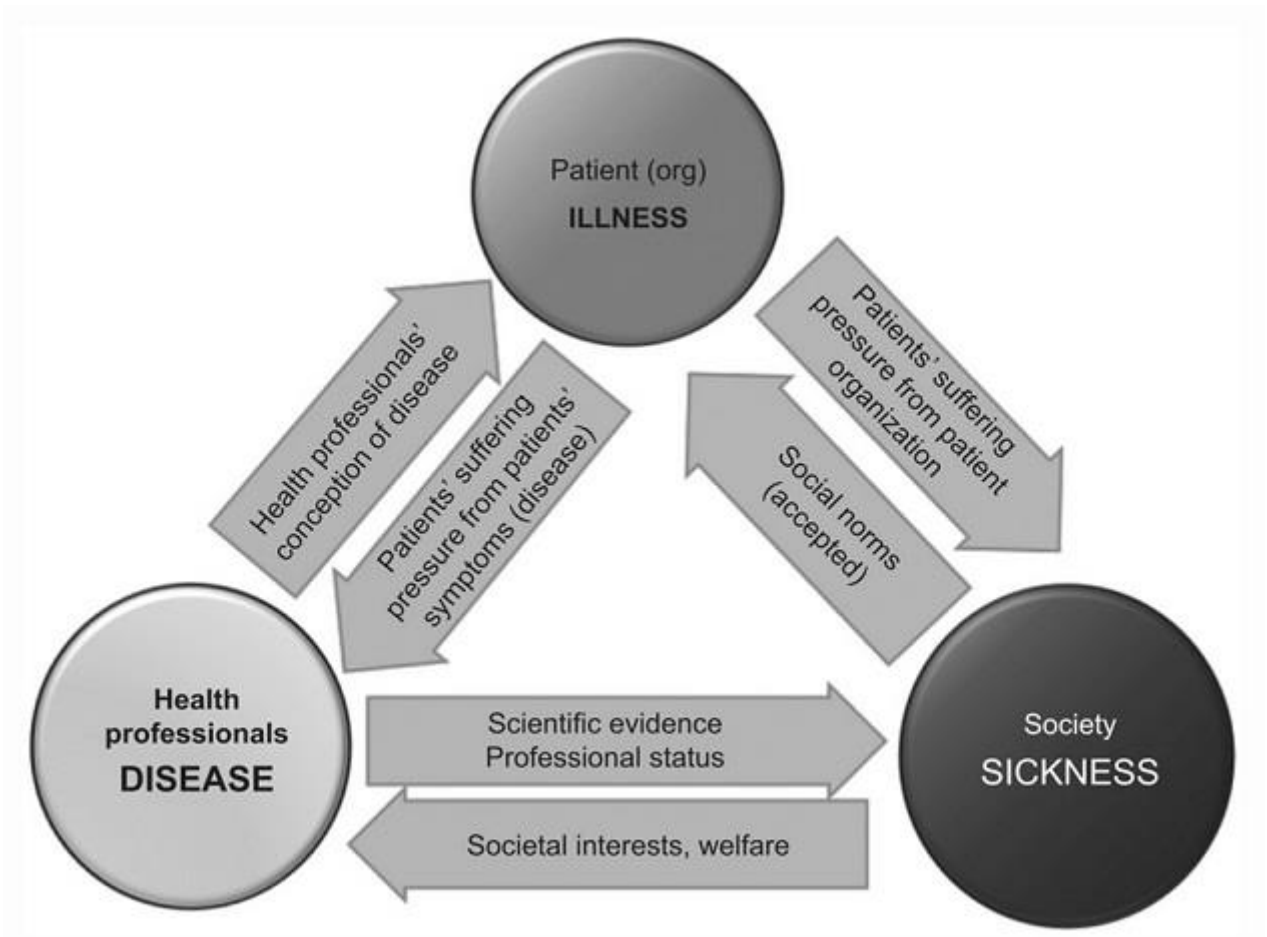 Patient (org)
ILLNESS
Health professionals’
conception of disease
Patients’ suffering
pressure from patients’
symptoms (disease)
Patients’ suffering
pressure from patient
organization
Social norms
(accepted)
Health
professionals
DISEASE
Scientific evidence
Professional status
Societal interests, welfare
Society
SICKNESS